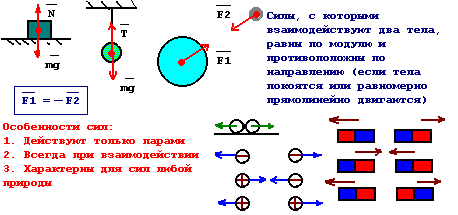 N
mg
T
mg
F2
F1
Силы, с которыми
взаимодействуют два тела,
равны по модулю и
противоположны по
направлению (если тела
покоятся или равномерно
прямолинейно двигаются)
F1 = – F2
Особенности сил:
1. Действуют только парами
2. Всегда при взаимодействии
3. Характерны для сил любой
природы